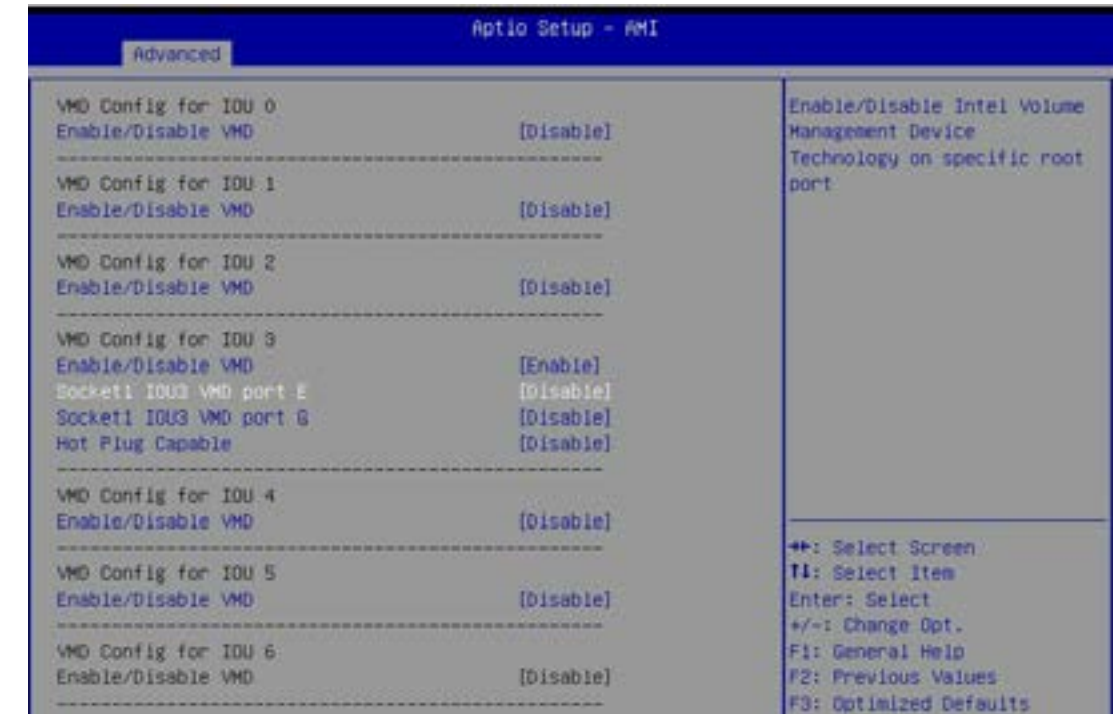 Aptio Setup - AMI
Advanced
VMD Config for IOU 0
Enable/Disable VMD [Disable]
------------------------------------------------
VMD Config for IOU 1
Enable/Disable VMD [Disable]
------------------------------------------------
VMD Config for IOU 2
Enable/Disable VMD [Disable]
------------------------------------------------
VMD Config for IOU 3
Enable/Disable VMD [Enable]
Socket1 IOU3 VMD port E [Disable]
Socket1 IOU3 VMD port G [Disable]
Hot Plug Capable [Disable]
------------------------------------------------
VMD Config for IOU 4
Enable/Disable VMD [Disable]
------------------------------------------------
VMD Config for IOU 5
Enable/Disable VMD [Disable]
------------------------------------------------
VMD Config for IOU 6
Enable/Disable VMD [Disable]
------------------------------------------------
Enable/Disable Intel Volume
Management Device
Technology on specific root
port
→←: Select Screen
↑↓: Select Item
Enter: Select
+/-: Change Opt.
F1: General Help
F2: Previous Values
F3: Optimized Defaults